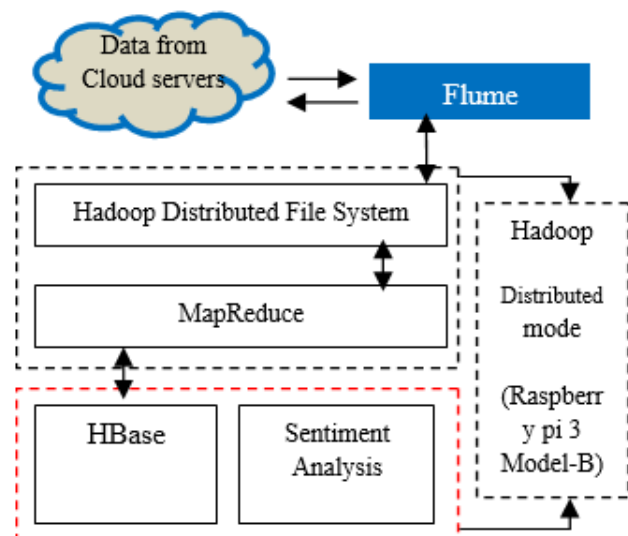 Data from
Cloud servers
Flume
Hadoop Distributed File System
MapReduce
HBase
Sentiment
Analysis
Hadoop
Distributed
mode
(Raspberr
y pi 3
Model-B)